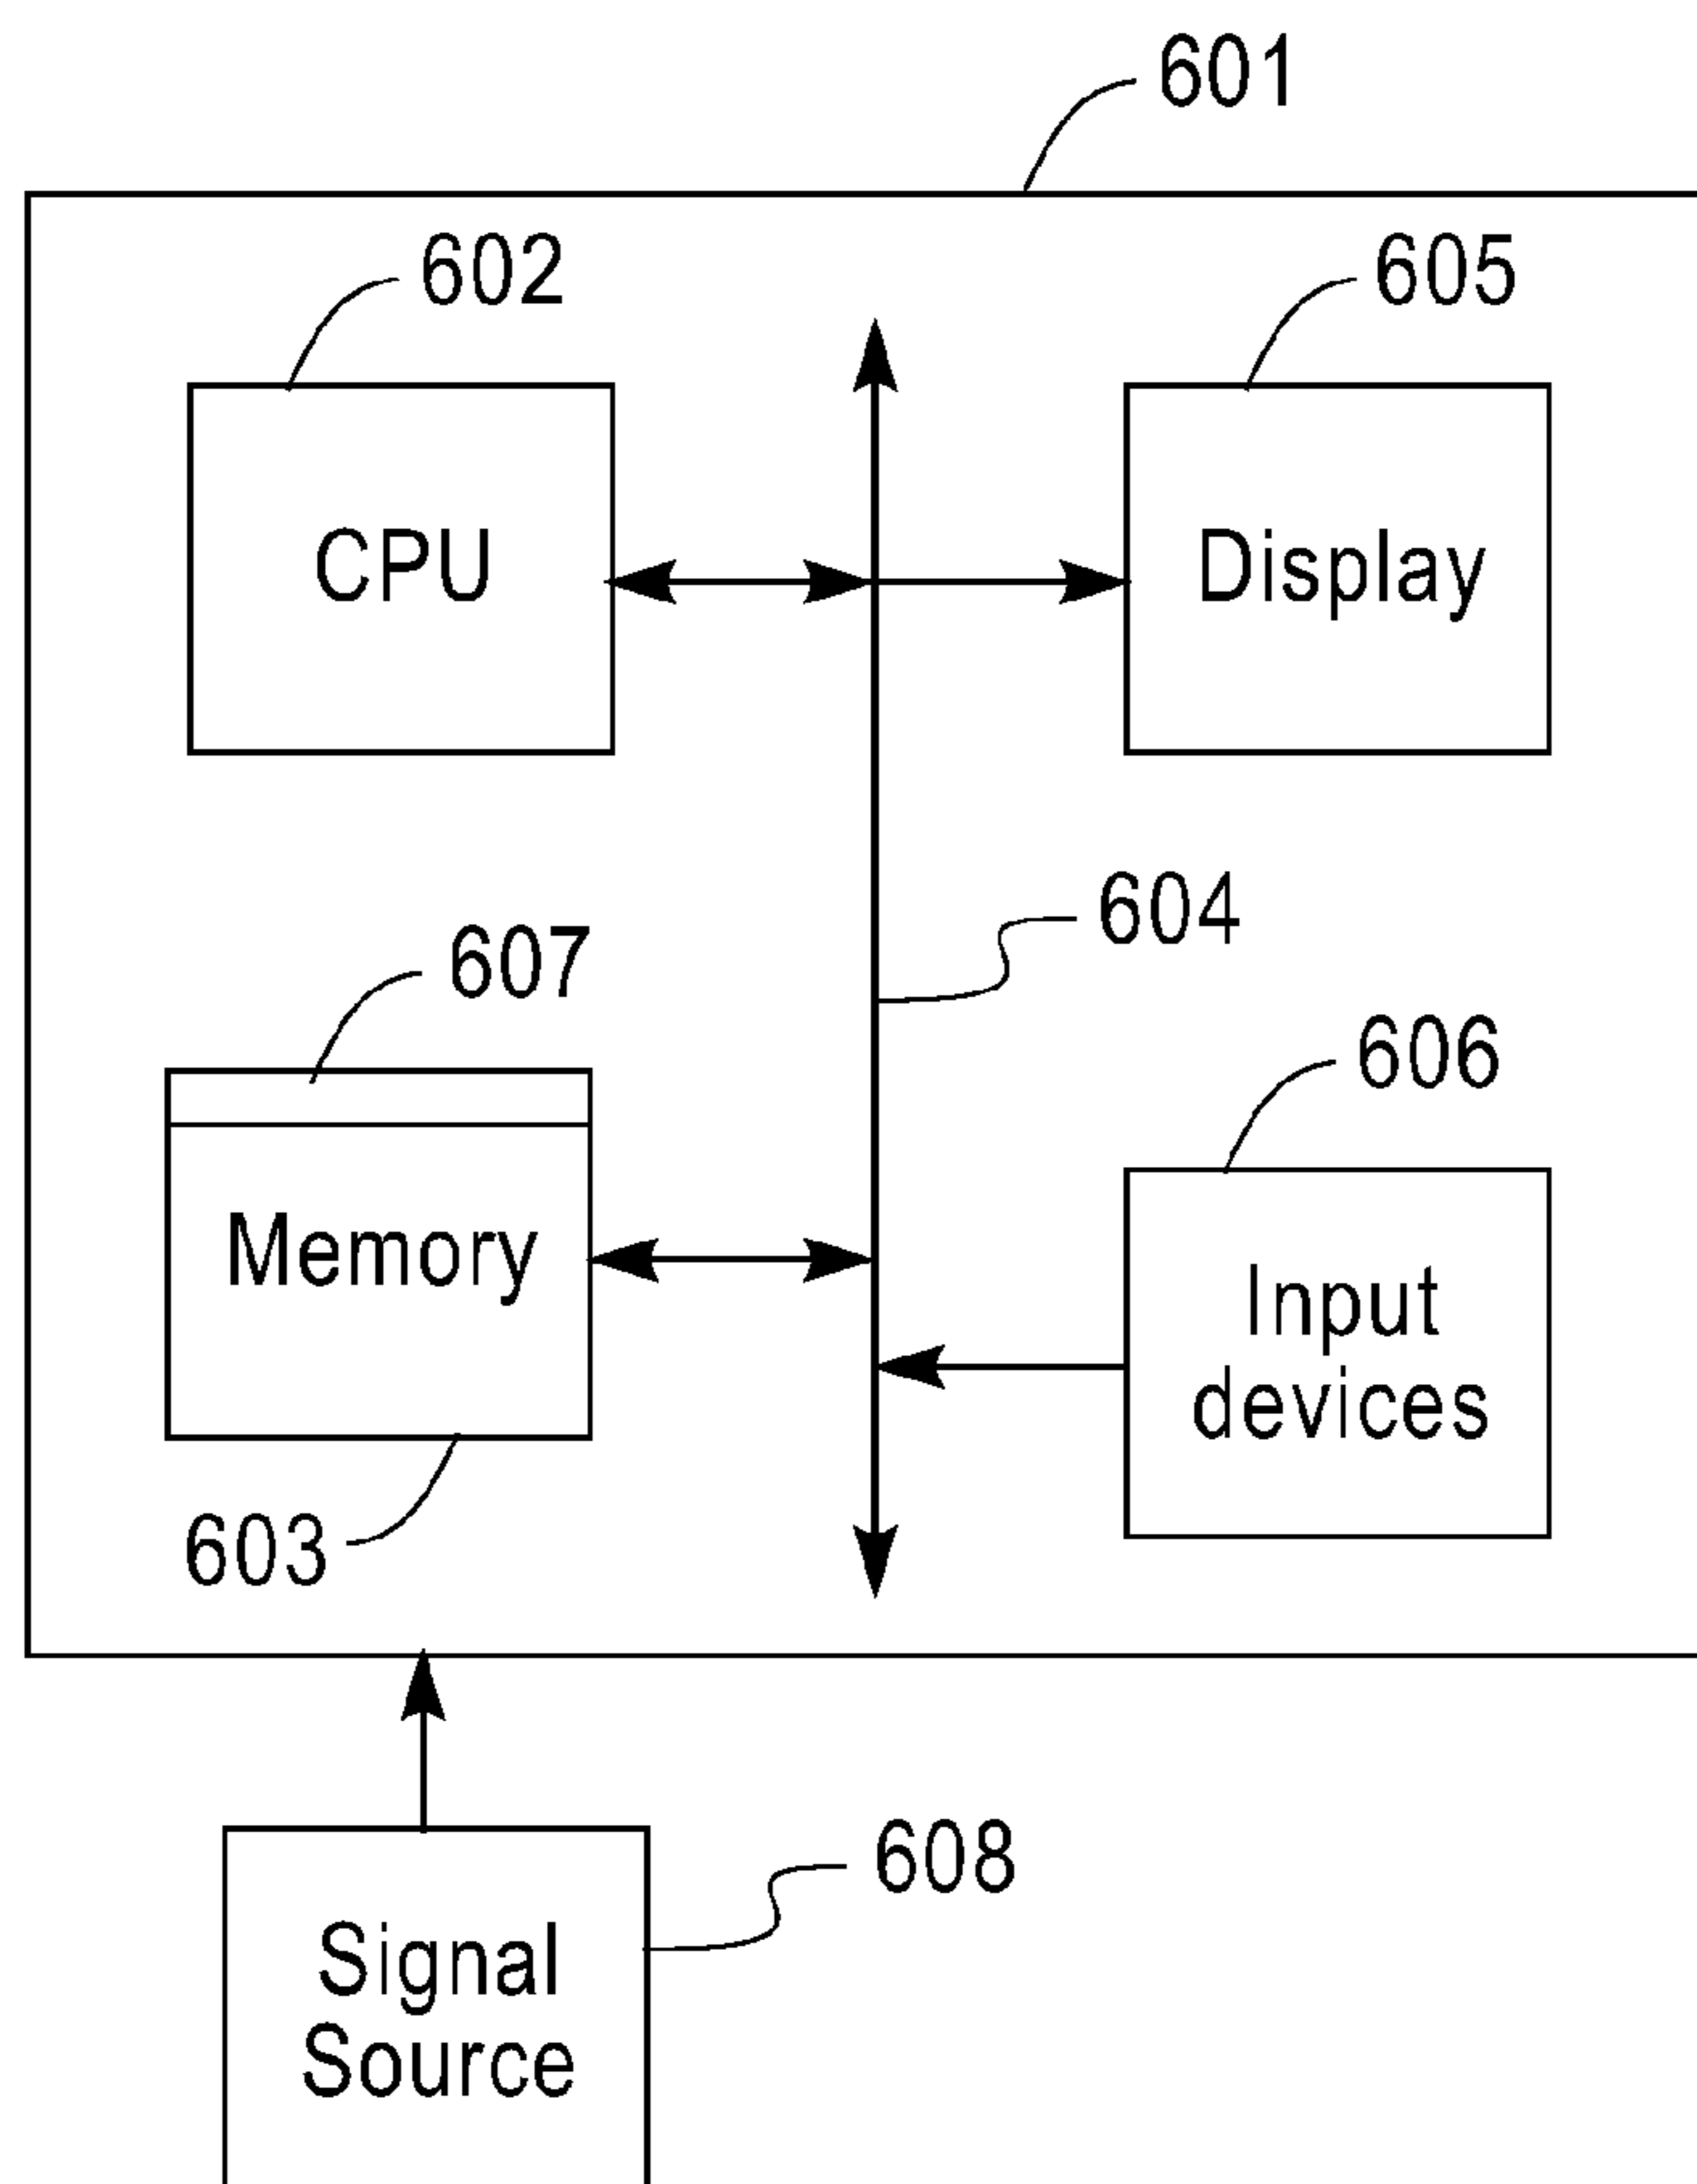 601
602
605
CPU
Display
604
607
606
Memory
Input
devices
603
608
Signal
Source